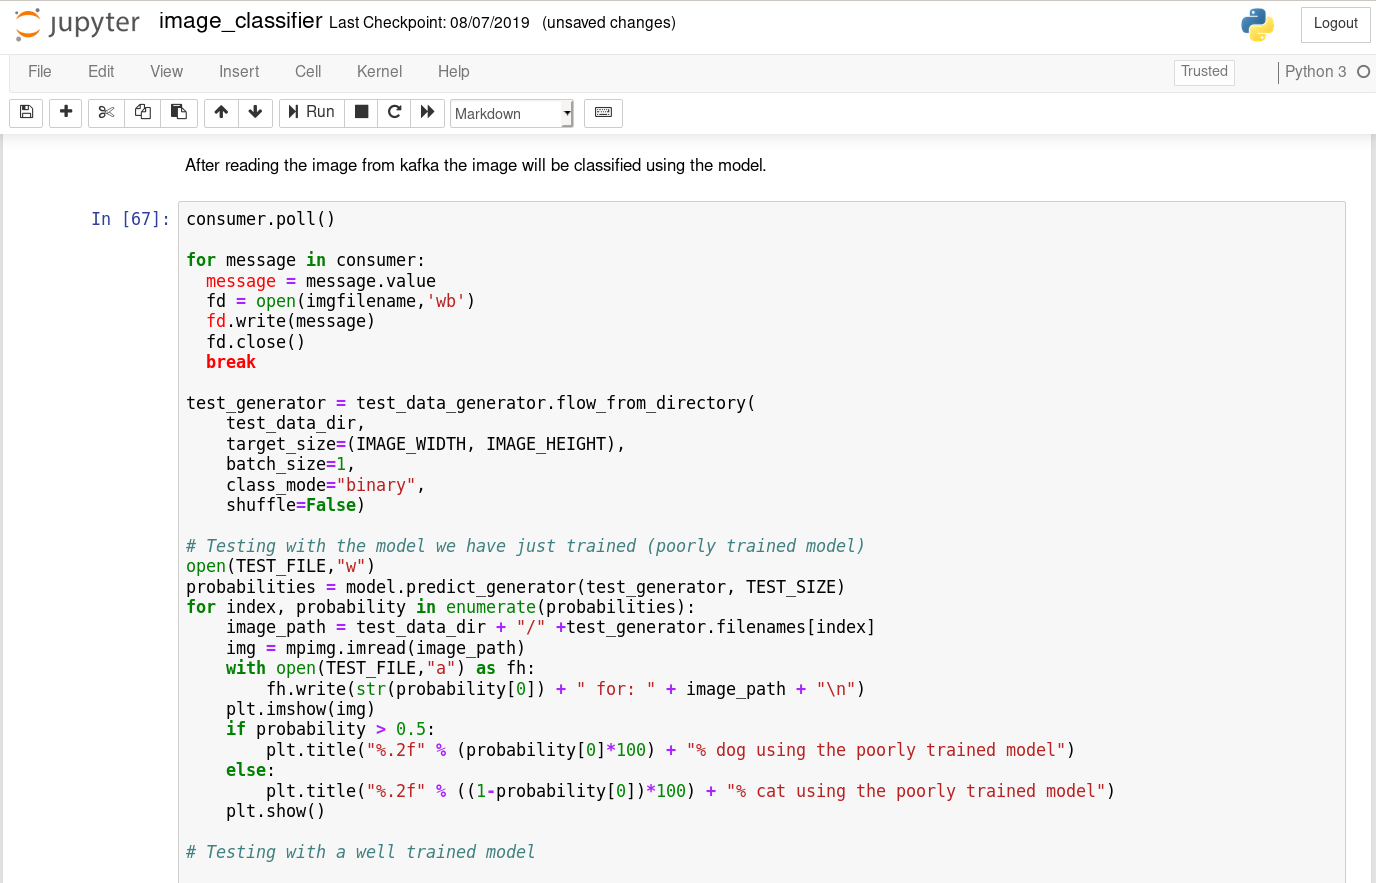 jupyter image_classifier Last Checkpoint: 08/07/2019 (unsaved changes) Logout
File Edit View Insert Cell Kernel Help Trusted Python 3
Run Markdown
After reading the image from kafka the image will be classified using the model.
In [67]: consumer.poll()
for message in consumer:
  message = message.value
  fd = open(imgfilename,'wb')
  fd.write(message)
  fd.close()
  break
test_generator = test_data_generator.flow_from_directory(
    test_data_dir,
    target_size=(IMAGE_WIDTH, IMAGE_HEIGHT),
    batch_size=1,
    class_mode="binary",
    shuffle=False)
# Testing with the model we have just trained (poorly trained model)
open(TEST_FILE,"w")
probabilities = model.predict_generator(test_generator, TEST_SIZE)
for index, probability in enumerate(probabilities):
    image_path = test_data_dir + "/" +test_generator.filenames[index]
    img = mpimg.imread(image_path)
    with open(TEST_FILE,"a") as fh:
        fh.write(str(probability[0]) + " for: " + image_path + "\n")
    plt.imshow(img)
    if probability > 0.5:
        plt.title("%.2f" % (probability[0]*100) + "% dog using the poorly trained model")
    else:
        plt.title("%.2f" % ((1-probability[0])*100) + "% cat using the poorly trained model")
    plt.show()
# Testing with a well trained model